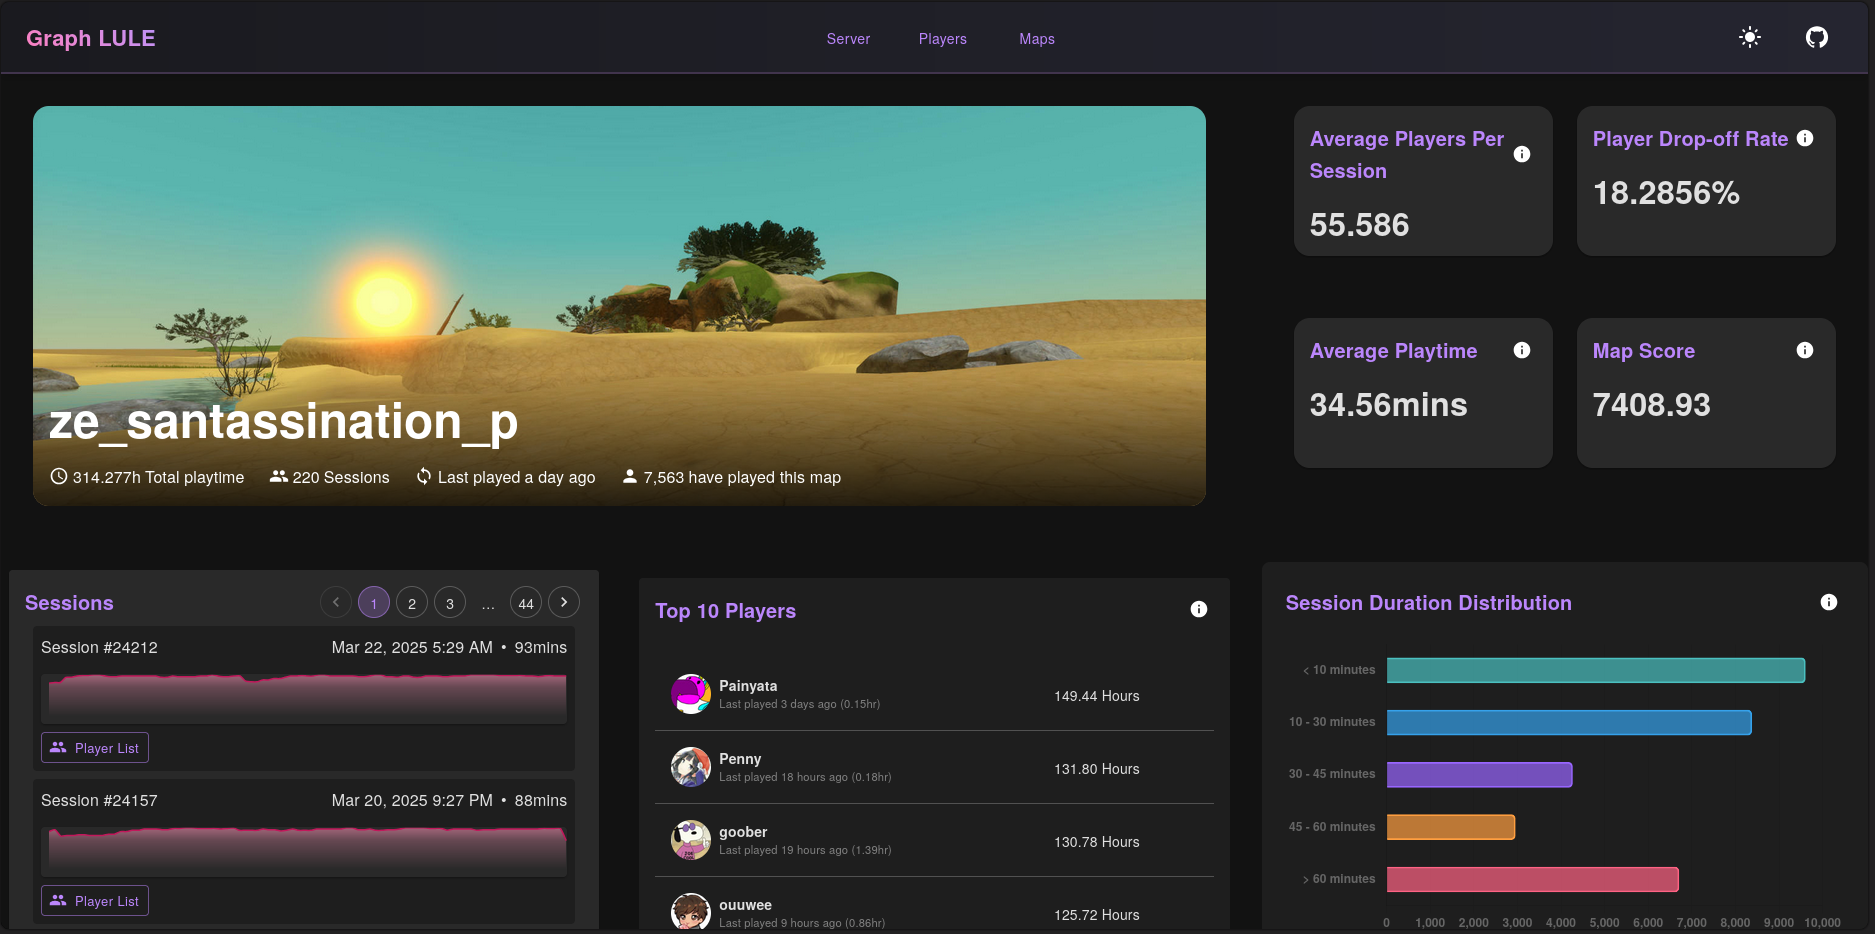 Graph LULE
Server
Players
Maps
ze_santassination_p
314.277h Total playtime
220 Sessions
Last played a day ago
7,563 have played this map
Average Players Per
Session
55.586
Player Drop-off Rate
18.2856%
Average Playtime
34.56mins
Map Score
7408.93
Sessions
1
2
3
...
44
Session #24212
Mar 22, 2025 5:29 AM • 93mins
Player List
Session #24157
Mar 20, 2025 9:27 PM • 88mins
Player List
Top 10 Players
Painyata
Last played 3 days ago (0.15hr)
149.44 Hours
Penny
Last played 18 hours ago (0.18hr)
131.80 Hours
goober
Last played 19 hours ago (1.39hr)
130.78 Hours
ouuwee
Last played 9 hours ago (0.86hr)
125.72 Hours
Session Duration Distribution
< 10 minutes
10 - 30 minutes
30 - 45 minutes
45 - 60 minutes
> 60 minutes
0 1,000 2,000 3,000 4,000 5,000 6,000 7,000 8,000 9,000 10,000